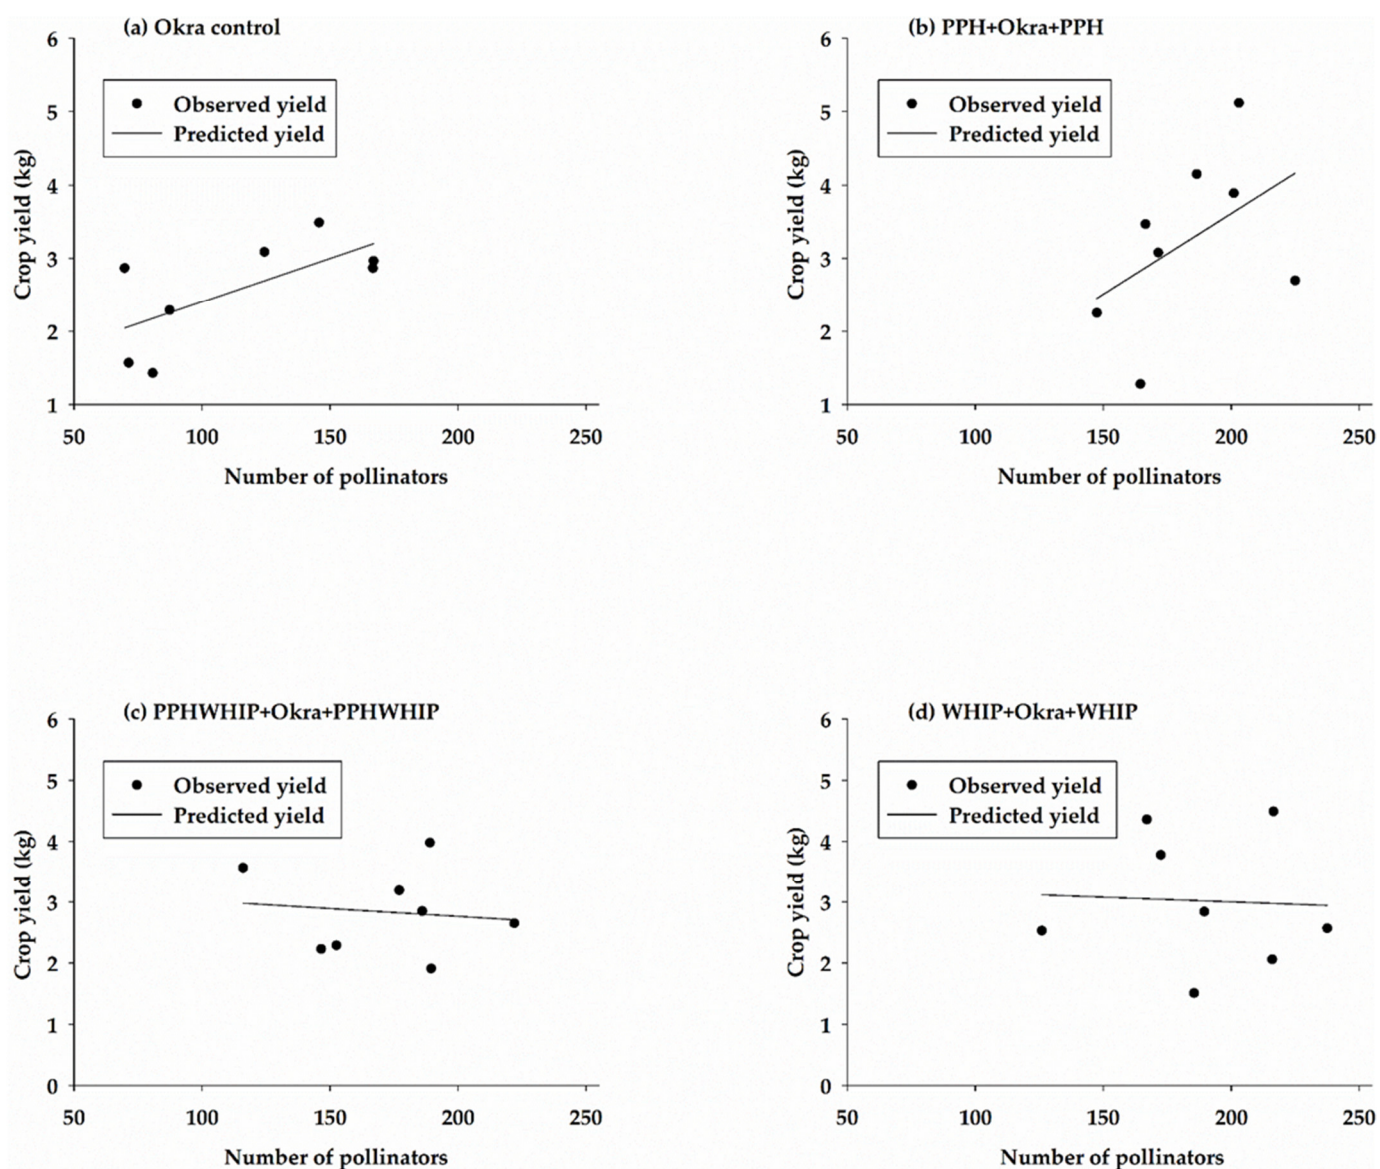 (a) Okra control
6
5
4
3
2
1
Observed yield
Predicted yield
Crop yield (kg)
50 100 150 200 250
Number of pollinators
(b) PPH+Okra+PPH
6
5
4
3
2
1
Observed yield
Predicted yield
Crop yield (kg)
50 100 150 200 250
Number of pollinators
(c) PPHWHIP+Okra+PPHWHIP
6
5
4
3
2
1
0
Observed yield
Predicted yield
Crop yield (kg)
50 100 150 200 250
Number of pollinators
(d) WHIP+Okra+WHIP
6
5
4
3
2
1
0
Observed yield
Predicted yield
Crop yield (kg)
50 100 150 200 250
Number of pollinators